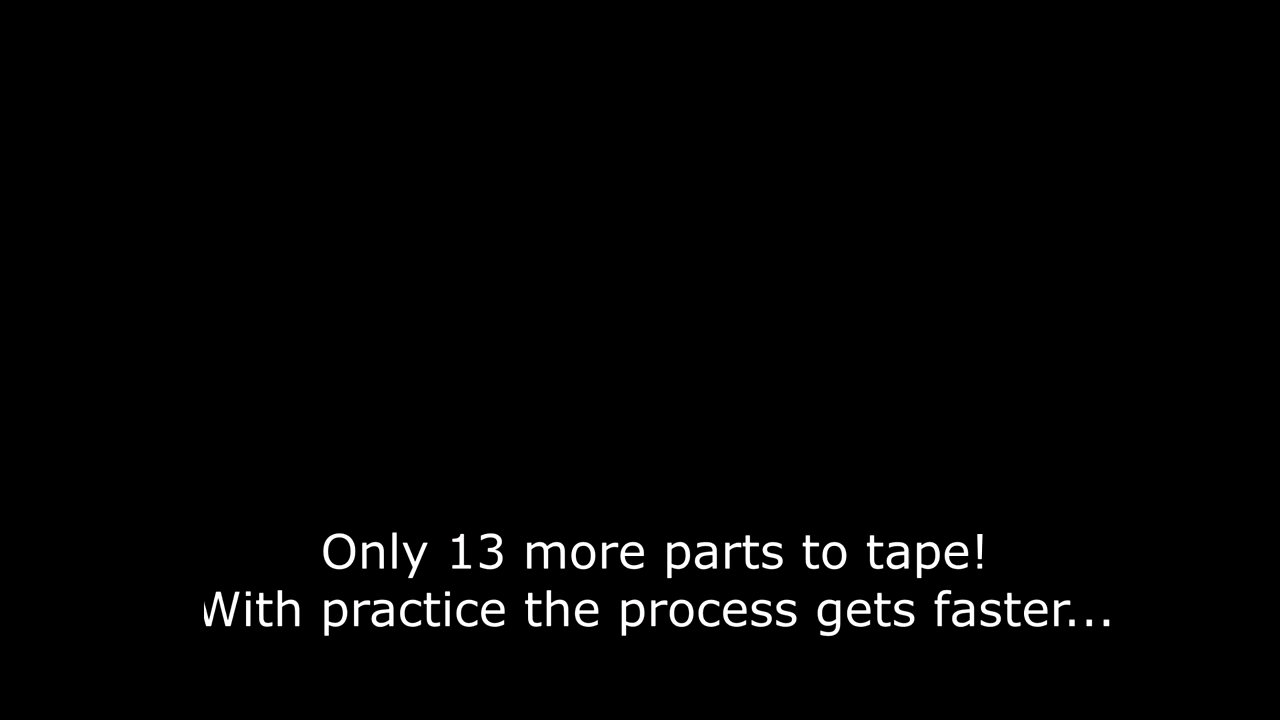 Only 13 more parts to tape!
With practice the process gets faster...